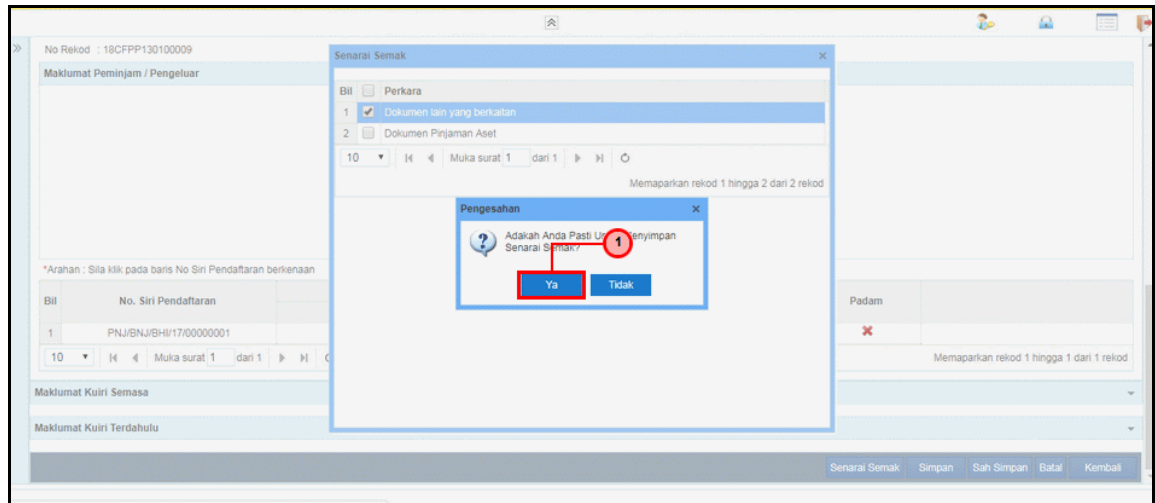 No Rekod : 18CFPP130100009
Maklumat Peminjam / Pengeluar
Senarai Semak
Bil Perkara
1 Dokumen lain yang berkaitan
2 Dokumen Pinjaman Aset
10 Muka surat 1 dari 1
Memaparkan rekod 1 hingga 2 dari 2 rekod
Pengesahan
Adakah Anda Pasti 1 enyimpan
Senarai Semak?
Ya Tidak
*Arahan : Sila klik pada baris No Siri Pendaftaran berkenaan
Bil No. Siri Pendaftaran Padam
1 PNJ/BNJ/BHI/17/00000001
10 Muka surat 1 dari 1
Memaparkan rekod 1 hingga 1 dari 1 rekod
Maklumat Kuiri Semasa
Maklumat Kuiri Terdahulu
Senarai Semak Simpan Sah Simpan Batal Kembali